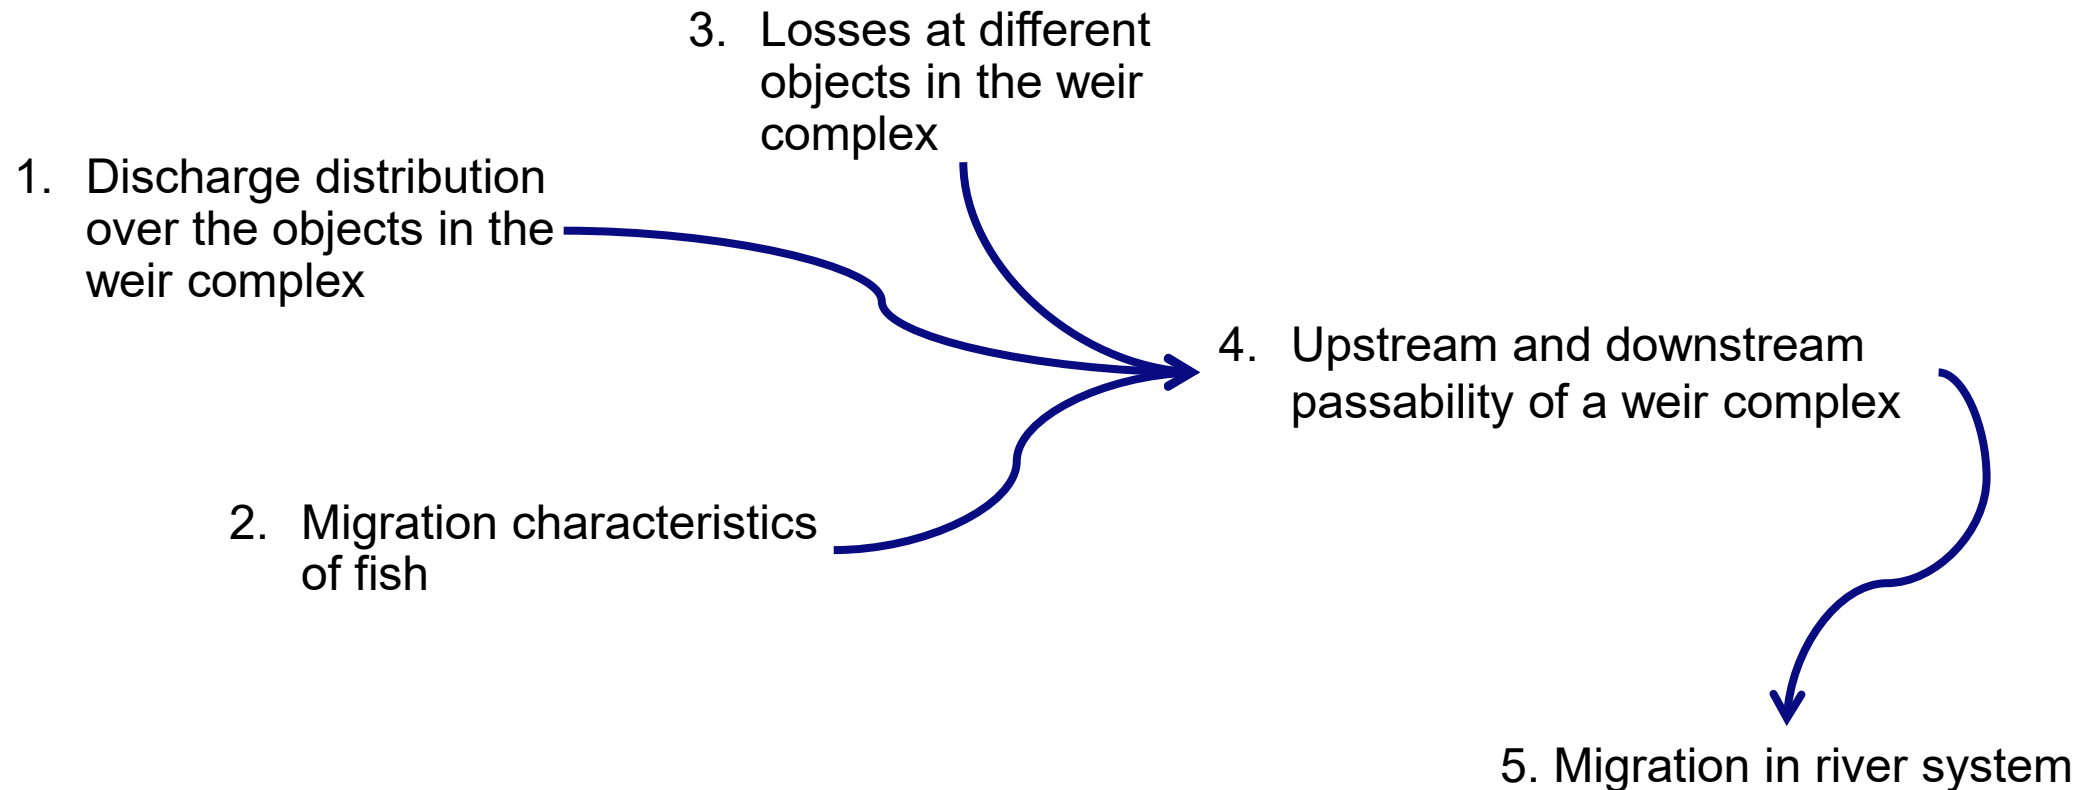 3. Losses at different
objects in the weir
complex
1. Discharge distribution
over the objects in the
weir complex
4. Upstream and downstream
passability of a weir complex
2. Migration characteristics
of fish
5. Migration in river system